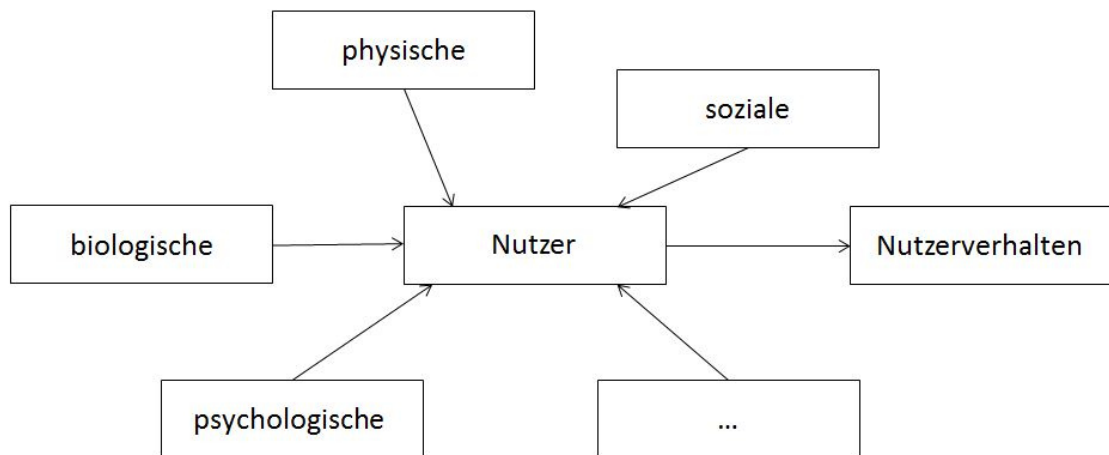 physische
soziale
biologische
Nutzer
Nutzerverhalten
psychologische
...